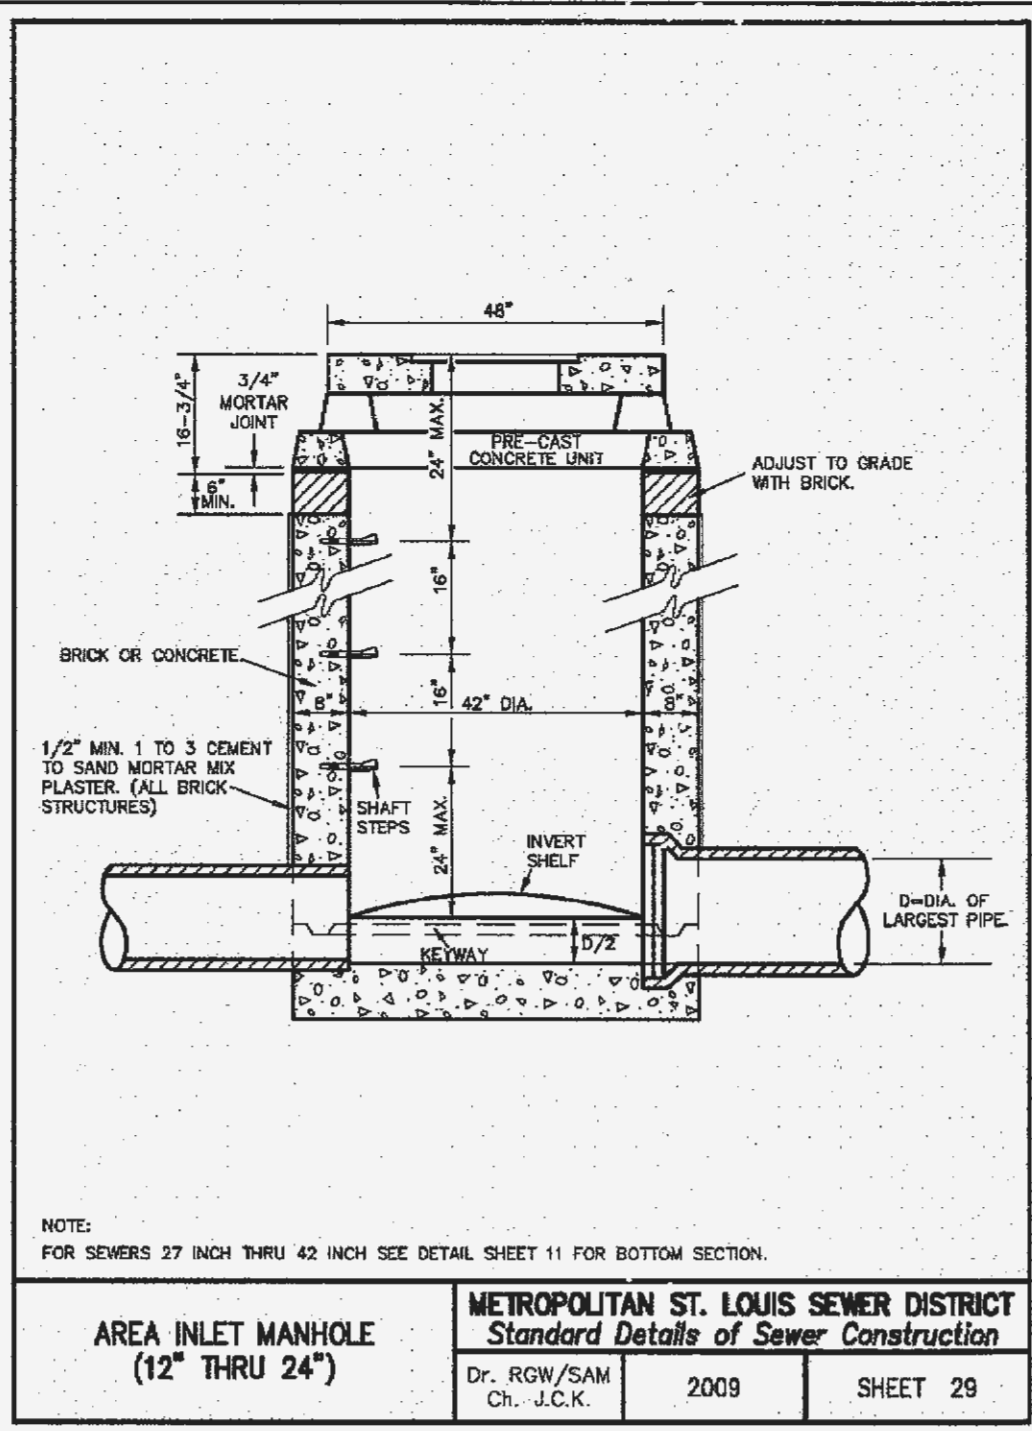 48"
16-3/4"
3/4"
MORTAR
JOINT
24" MAX.
PRE-CAST
CONCRETE UNIT
6"
MIN.
ADJUST TO GRADE
WITH BRICK.
16"
BRICK OR CONCRETE
16"
8"
42" DIA.
8"
1/2" MIN. 1 TO 3 CEMENT
TO SAND MORTAR MIX
PLASTER. (ALL BRICK
STRUCTURES)
SHAFT
STEPS
24" MAX.
INVERT
SHELF
D=DIA. OF
LARGEST PIPE.
D/2
KEYWAY
NOTE:
FOR SEWERS 27 INCH THRU 42 INCH SEE DETAIL SHEET 11 FOR BOTTOM SECTION.
AREA INLET MANHOLE
(12" THRU 24")
METROPOLITAN ST. LOUIS SEWER DISTRICT
Standard Details of Sewer Construction
Dr. RGW/SAM
Ch. J.C.K.
2009
SHEET 29